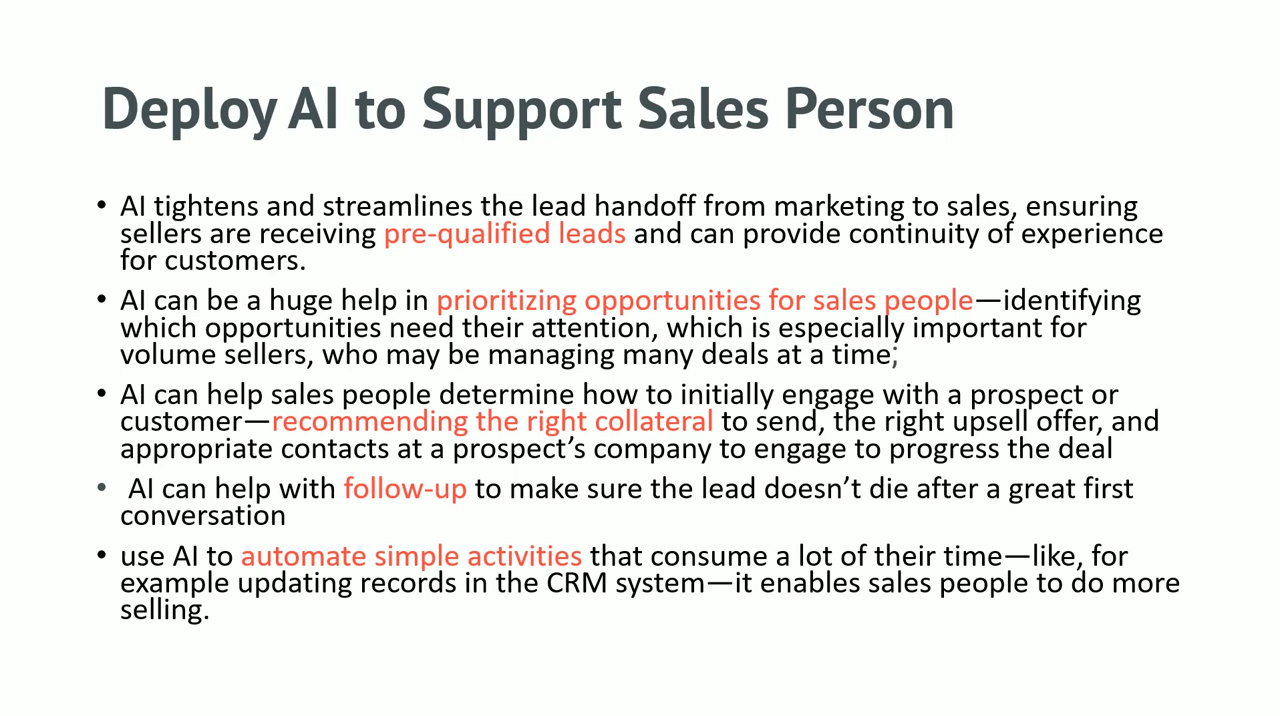 Deploy AI to Support Sales Person
• AI tightens and streamlines the lead handoff from marketing to sales, ensuring
sellers are receiving pre-qualified leads and can provide continuity of experience
for customers.
• AI can be a huge help in prioritizing opportunities for sales people—identifying
which opportunities need their attention, which is especially important for
volume sellers, who may be managing many deals at a time;
• AI can help sales people determine how to initially engage with a prospect or
customer—recommending the right collateral to send, the right upsell offer, and
appropriate contacts at a prospect’s company to engage to progress the deal
• AI can help with follow-up to make sure the lead doesn’t die after a great first
conversation
• use AI to automate simple activities that consume a lot of their time—like, for
example updating records in the CRM system—it enables sales people to do more
selling.